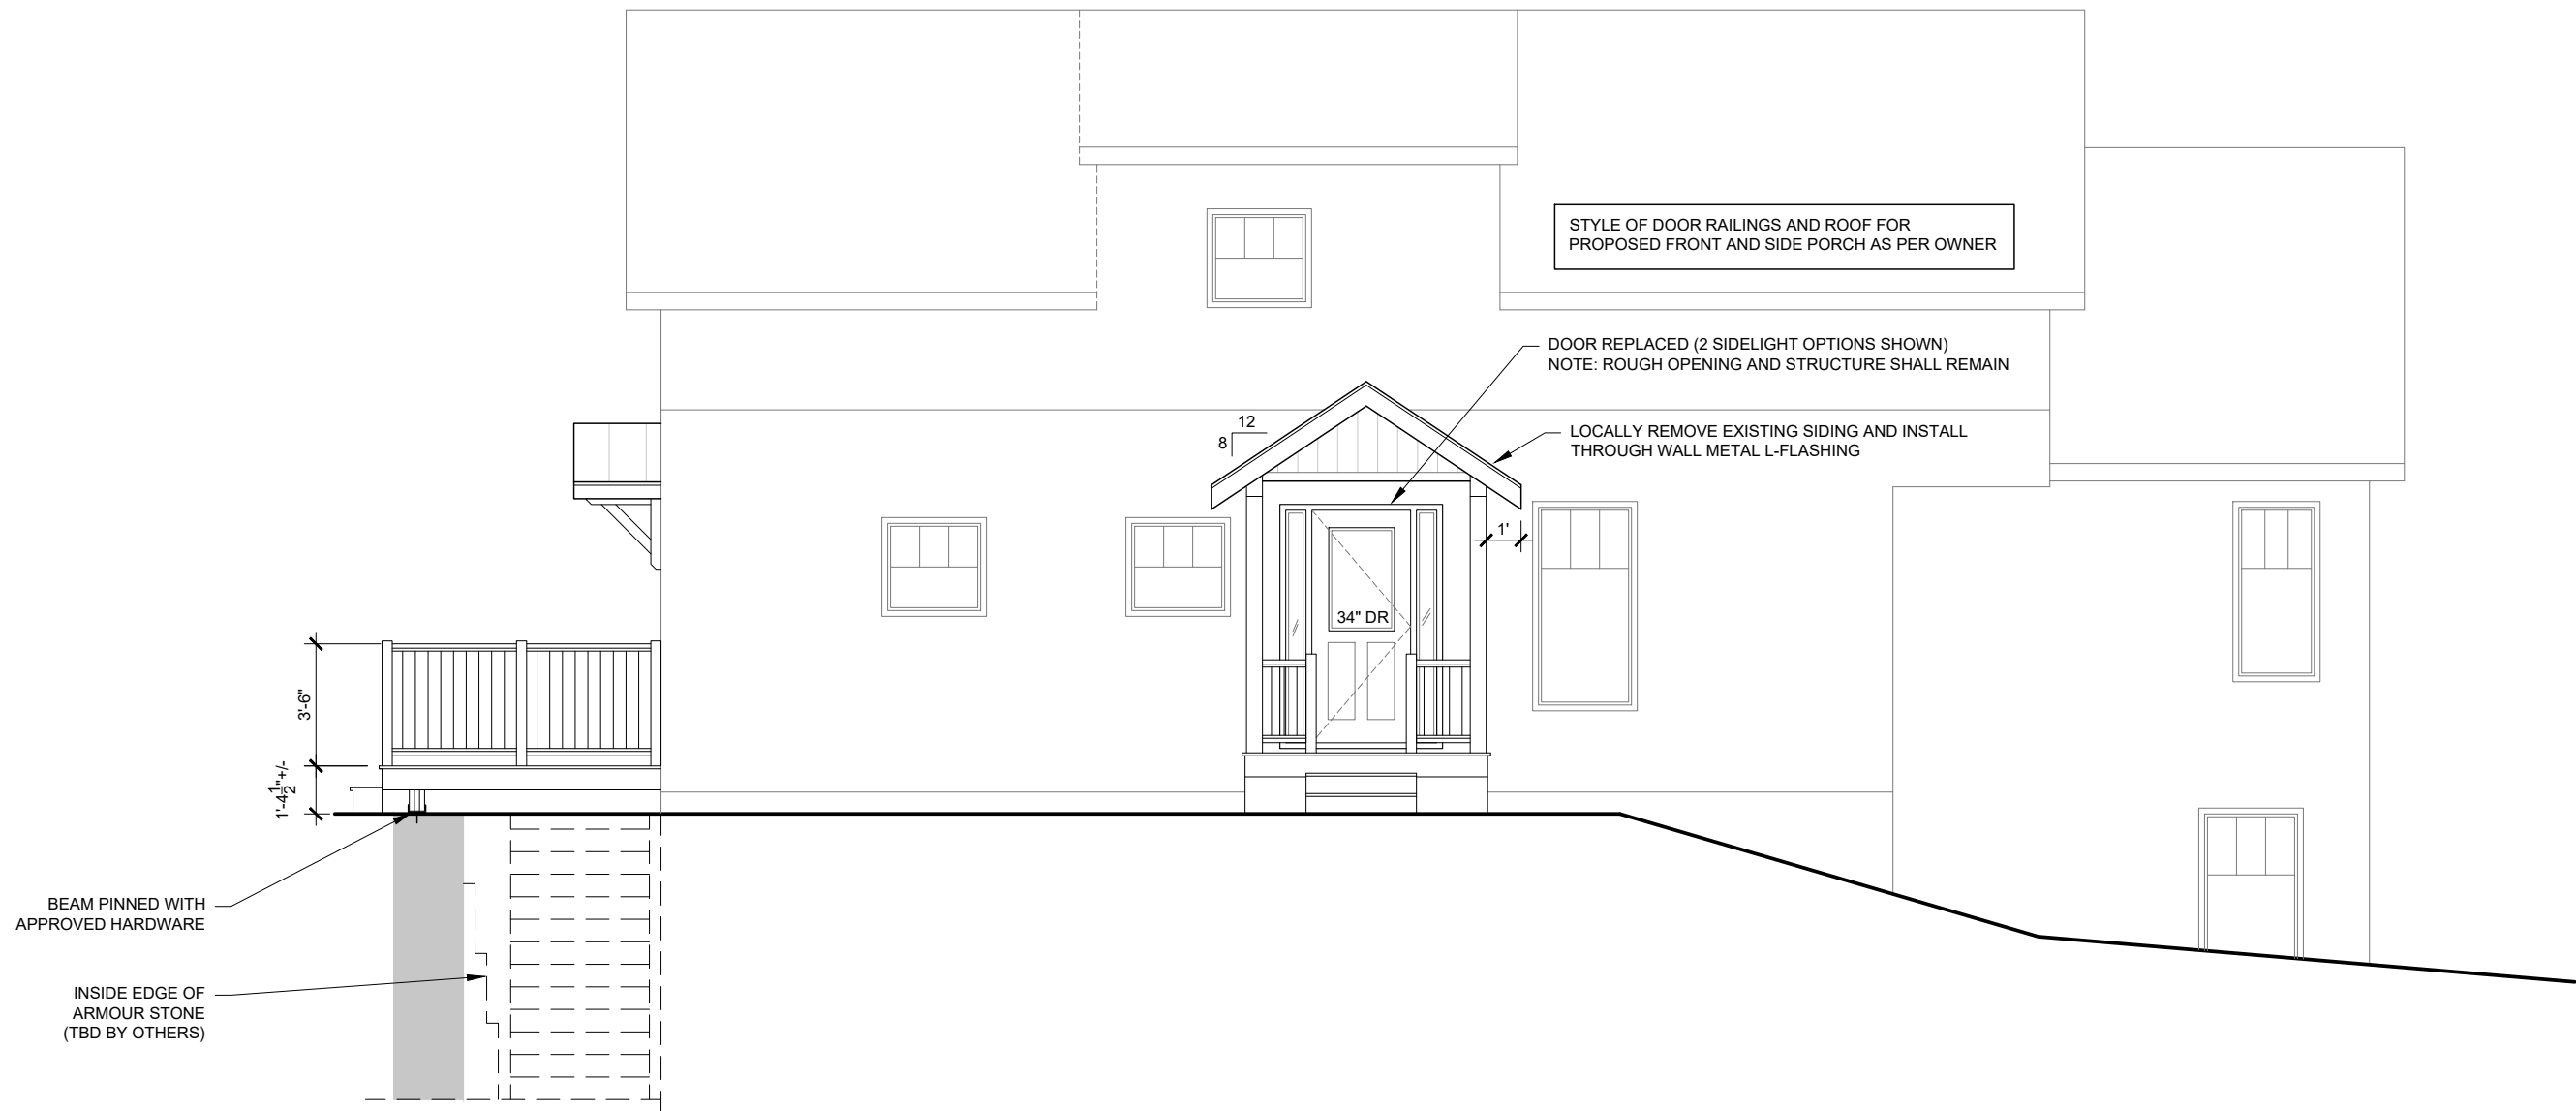 STYLE OF DOOR RAILINGS AND ROOF FOR
PROPOSED FRONT AND SIDE PORCH AS PER OWNER
DOOR REPLACED (2 SIDELIGHT OPTIONS SHOWN)
NOTE: ROUGH OPENING AND STRUCTURE SHALL REMAIN
12
8
LOCALLY REMOVE EXISTING SIDING AND INSTALL
THROUGH WALL METAL L-FLASHING
1'
34" DR
3'-6"
1'-4 1/2"+/-
BEAM PINNED WITH
APPROVED HARDWARE
INSIDE EDGE OF
ARMOUR STONE
(TBD BY OTHERS)